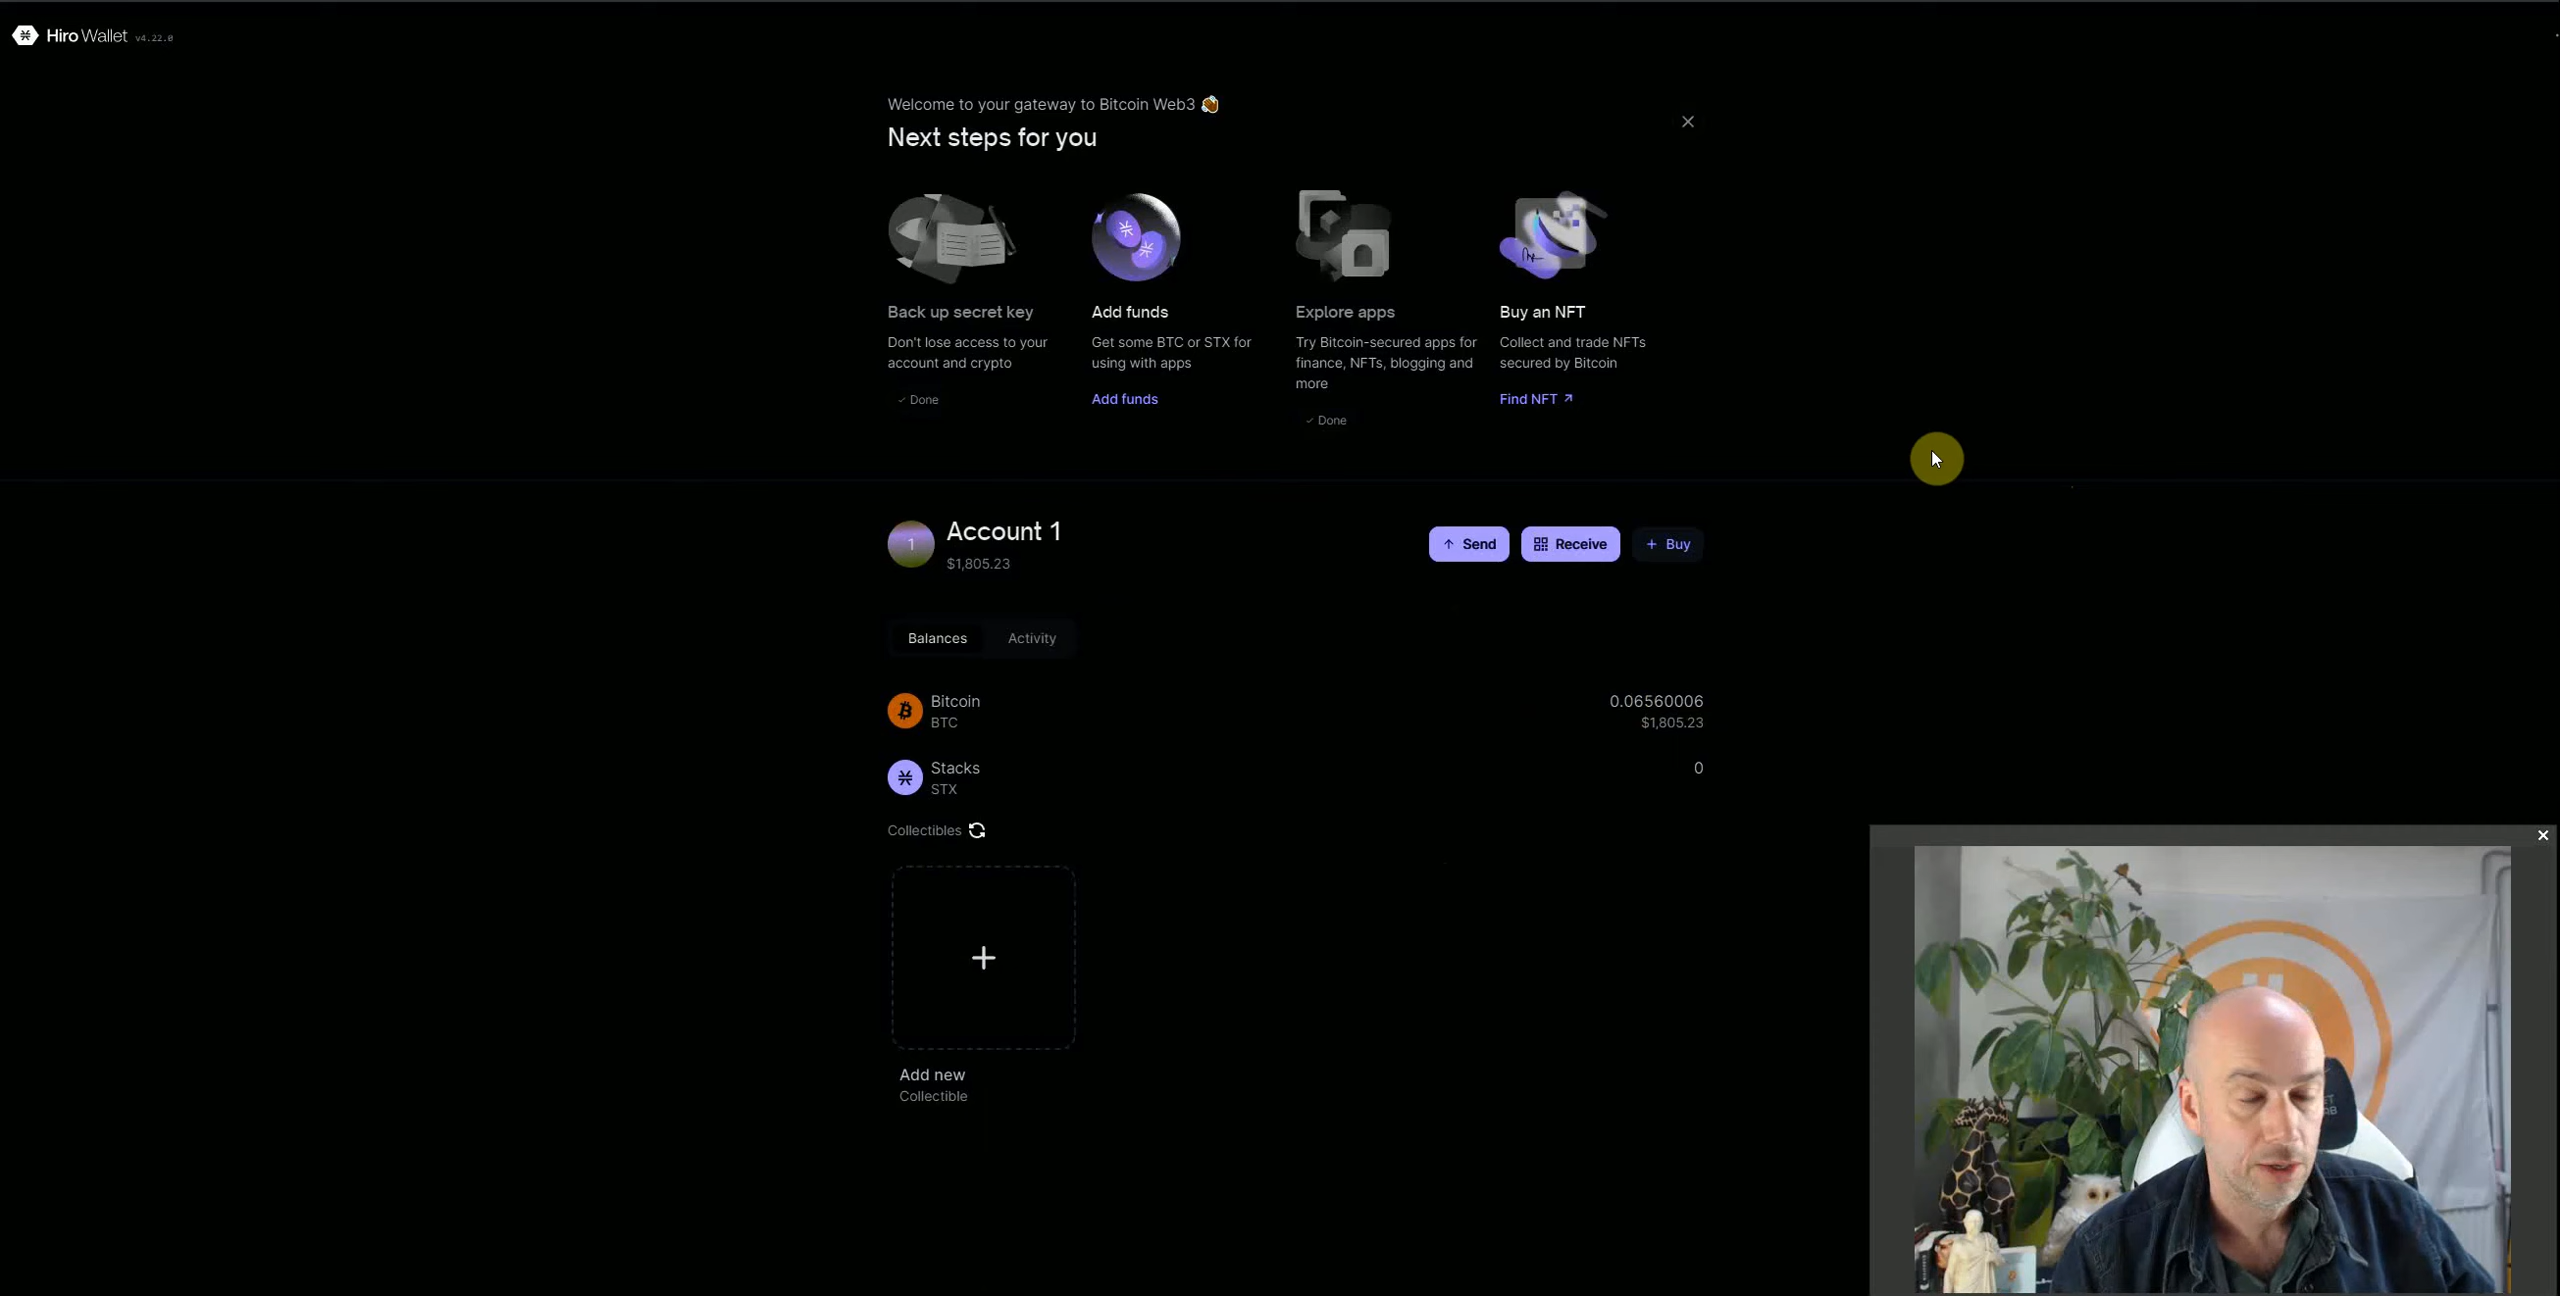 Hiro Wallet v4.22.0
Welcome to your gateway to Bitcoin Web3 👏
Next steps for you
Back up secret key
Don't lose access to your
account and crypto
✓ Done
Add funds
Get some BTC or STX for
using with apps
Add funds
Explore apps
Try Bitcoin-secured apps for
finance, NFTs, blogging and
more
✓ Done
Buy an NFT
Collect and trade NFTs
secured by Bitcoin
Find NFT ↗
1
Account 1
$1,805.23
↑ Send
Receive
+ Buy
Balances
Activity
Bitcoin
0.06560006
BTC
$1,805.23
Stacks
0
STX
Collectibles
Add new
Collectible